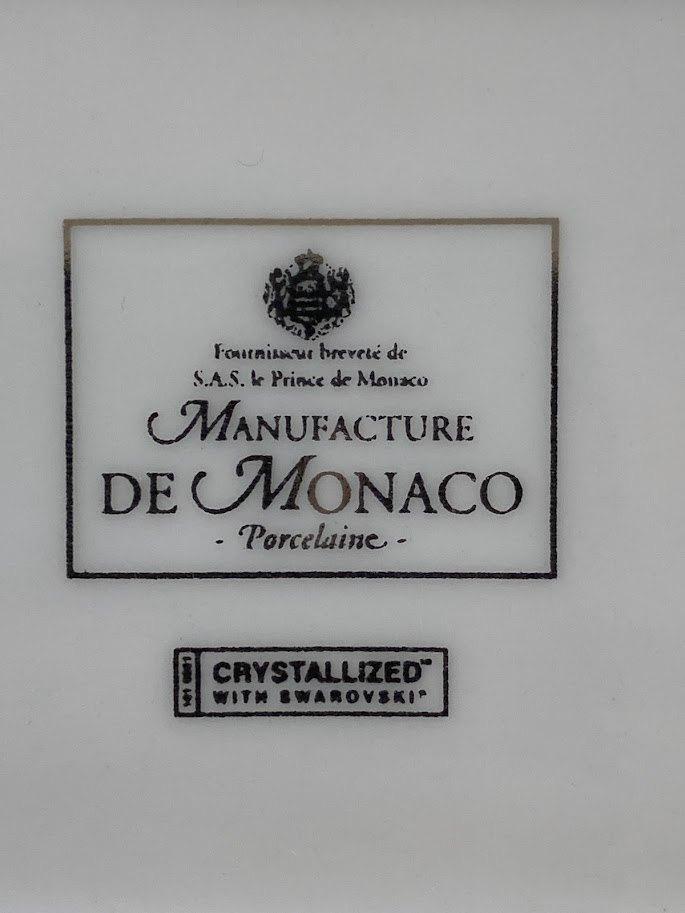 Fournisseur breveté de
S.A.S. le Prince de Monaco
MANUFACTURE
DE MONACO
- Porcelaine -
CRYSTALLIZED™
WITH SWAROVSKI®